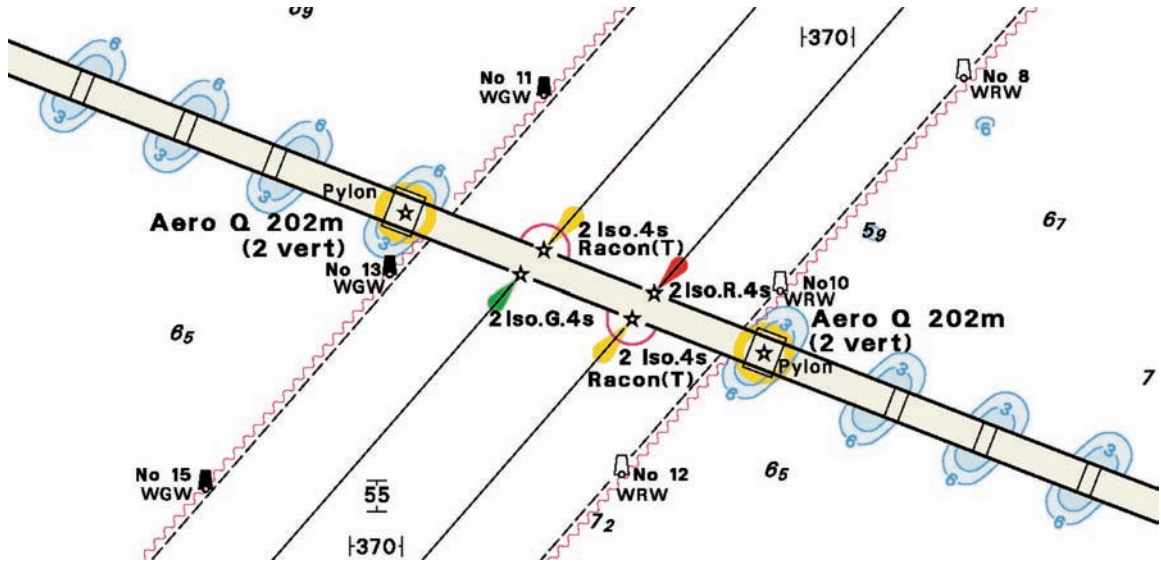 6₉
├370┤
No 11
WGW
No 8
WRW
6
6
6
6
6
3
3
3
3
Pylon
Aero Q 202m
(2 vert)
2 Iso.4s
Racon(T)
5₉
6₇
No 13
WGW
2 Iso.R.4s
2 Iso.G.4s
No10
WRW
Aero Q 202m
(2 vert)
Pylon
2 Iso.4s
Racon(T)
6₅
7
3
3
3
6
6
6
6
No 15
WGW
No 12
WRW
6₅
55
7₂
├370┤